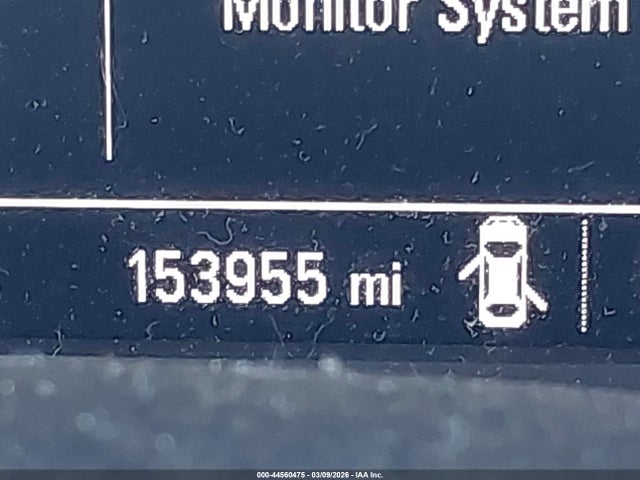 Monitor System
153955 mi
000-44560475 - 03/09/2026 - IAA Inc.